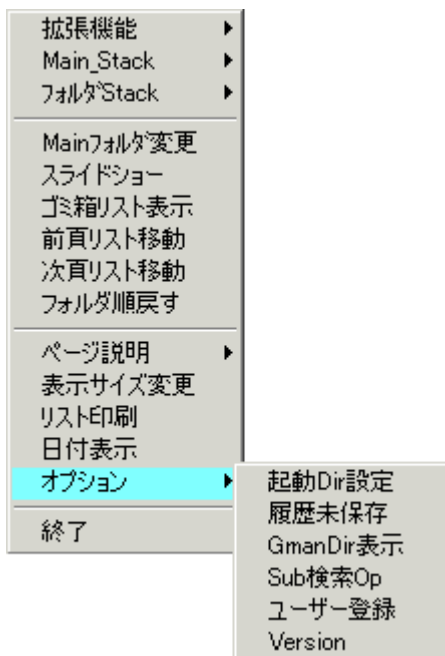 拡張機能
Main_Stack
ﾌｫﾙﾀﾞStack
Mainﾌｫﾙﾀﾞ変更
スライドショー
ゴミ箱リスト表示
前頁リスト移動
次頁リスト移動
フォルダ順戻す
ページ説明
表示サイズ変更
リスト印刷
日付表示
オプション
終了
起動Dir設定
履歴未保存
GmanDir表示
Sub検索Op
ユーザー登録
Version